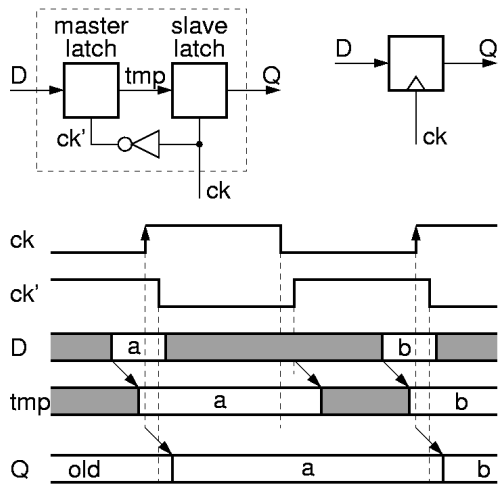 master slave
latch latch
D tmp Q D Q
ck'
ck ck
ck
ck'
D a b
tmp a b
Q old a b